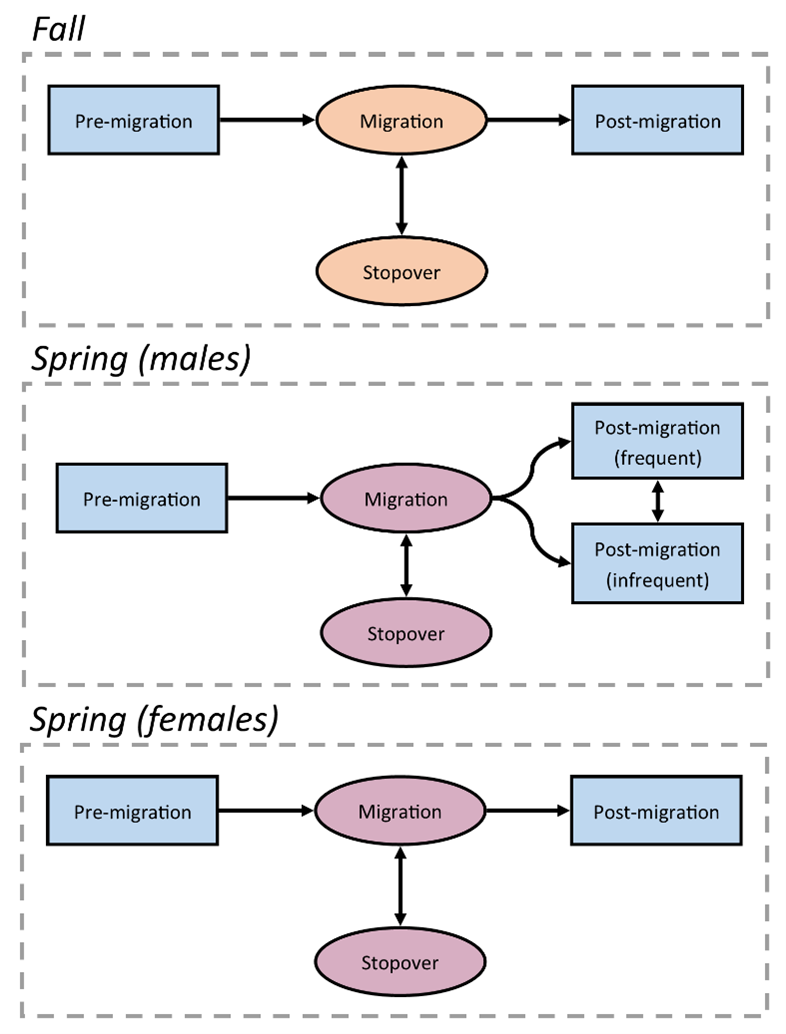 Fall
Pre-migration
Migration
Post-migration
Stopover
Spring (males)
Post-migration
(frequent)
Pre-migration
Migration
Post-migration
(infrequent)
Stopover
Spring (females)
Pre-migration
Migration
Post-migration
Stopover